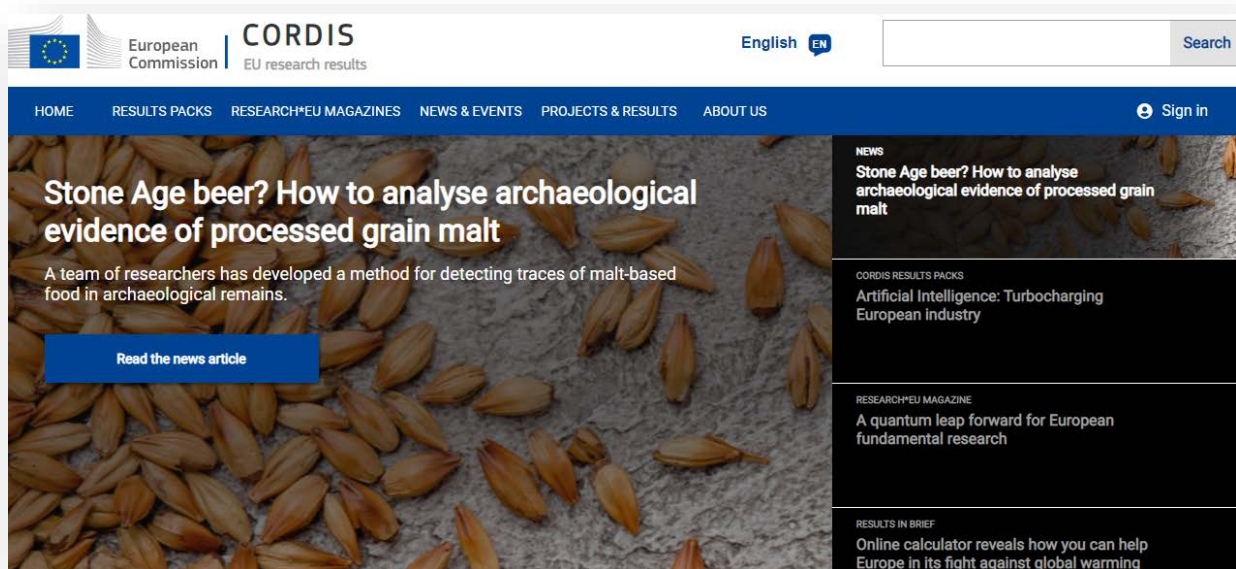 European
Commission
CORDIS
EU research results
English EN
Search
HOME RESULTS PACKS RESEARCH*EU MAGAZINES NEWS & EVENTS PROJECTS & RESULTS ABOUT US
Sign in
Stone Age beer? How to analyse archaeological
evidence of processed grain malt
A team of researchers has developed a method for detecting traces of malt-based
food in archaeological remains.
Read the news article
NEWS
Stone Age beer? How to analyse
archaeological evidence of processed grain
malt
CORDIS RESULTS PACKS
Artificial Intelligence: Turbocharging
European industry
RESEARCH*EU MAGAZINE
A quantum leap forward for European
fundamental research
RESULTS IN BRIEF
Online calculator reveals how you can help
Europe in its fight against global warming